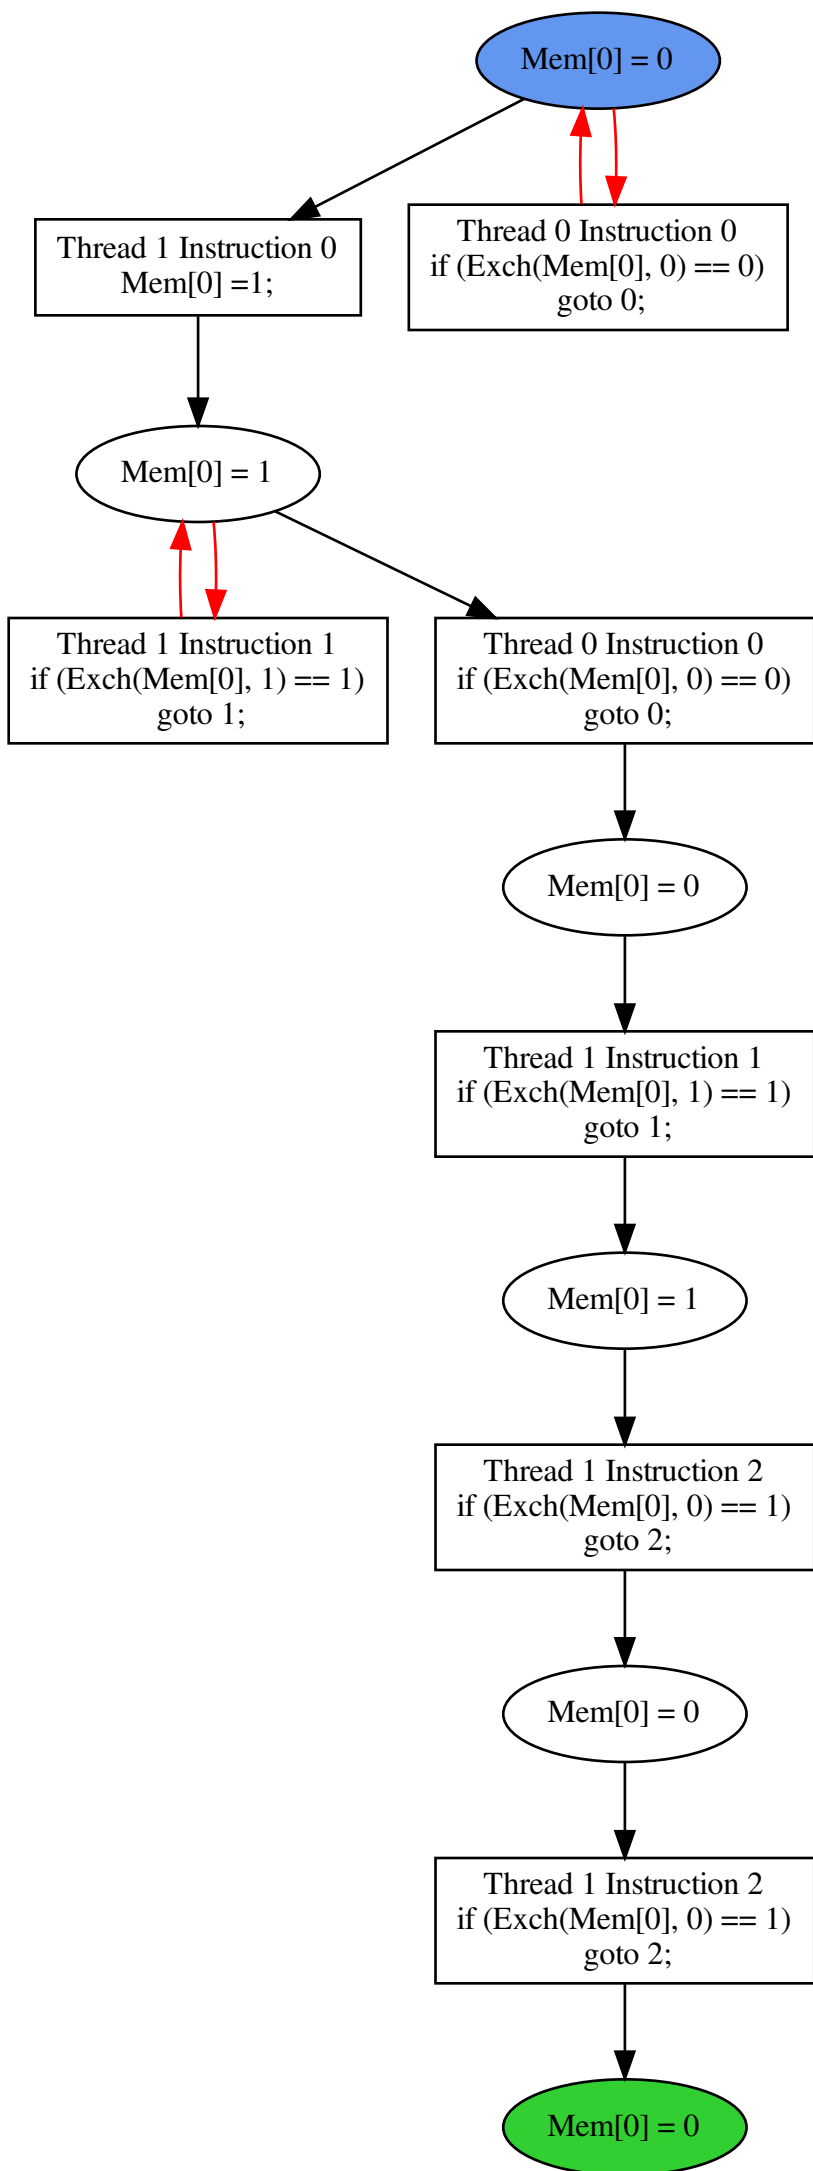 Mem[0] = 0
Thread 1 Instruction 0
Mem[0] =1;
Thread 0 Instruction 0
if (Exch(Mem[0], 0) == 0)
goto 0;
Mem[0] = 1
Thread 1 Instruction 1
if (Exch(Mem[0], 1) == 1)
goto 1;
Thread 0 Instruction 0
if (Exch(Mem[0], 0) == 0)
goto 0;
Mem[0] = 0
Thread 1 Instruction 1
if (Exch(Mem[0], 1) == 1)
goto 1;
Mem[0] = 1
Thread 1 Instruction 2
if (Exch(Mem[0], 0) == 1)
goto 2;
Mem[0] = 0
Thread 1 Instruction 2
if (Exch(Mem[0], 0) == 1)
goto 2;
Mem[0] = 0